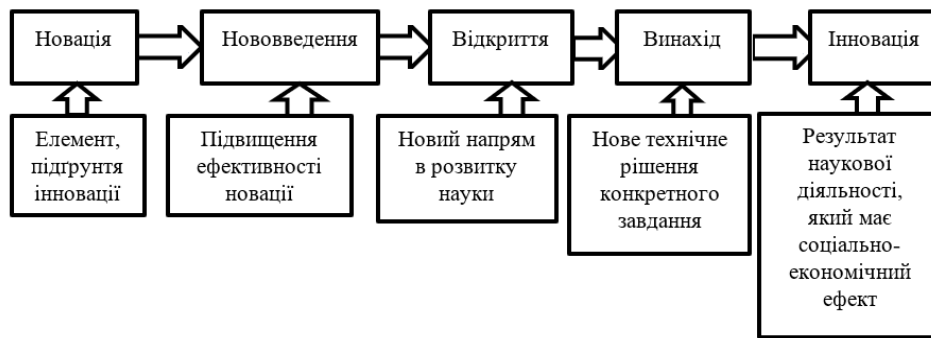 Новація
Нововведення
Відкриття
Винахід
Інновація
Елемент,
підґрунтя
інновації
Підвищення
ефективності
новації
Новий напрям
в розвитку
науки
Нове технічне
рішення
конкретного
завдання
Результат
наукової
діяльності,
який має
соціально-
економічний
ефект